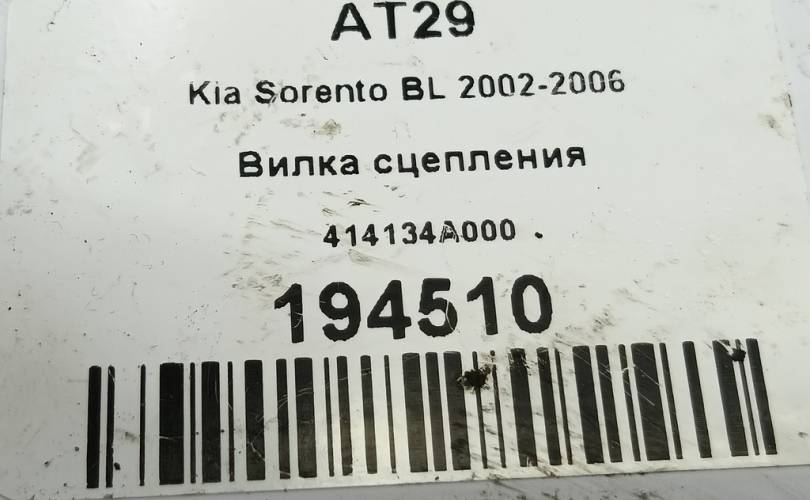 AT29
Kia Sorento BL 2002-2006
Вилка сцепления
414134A000 .
194510